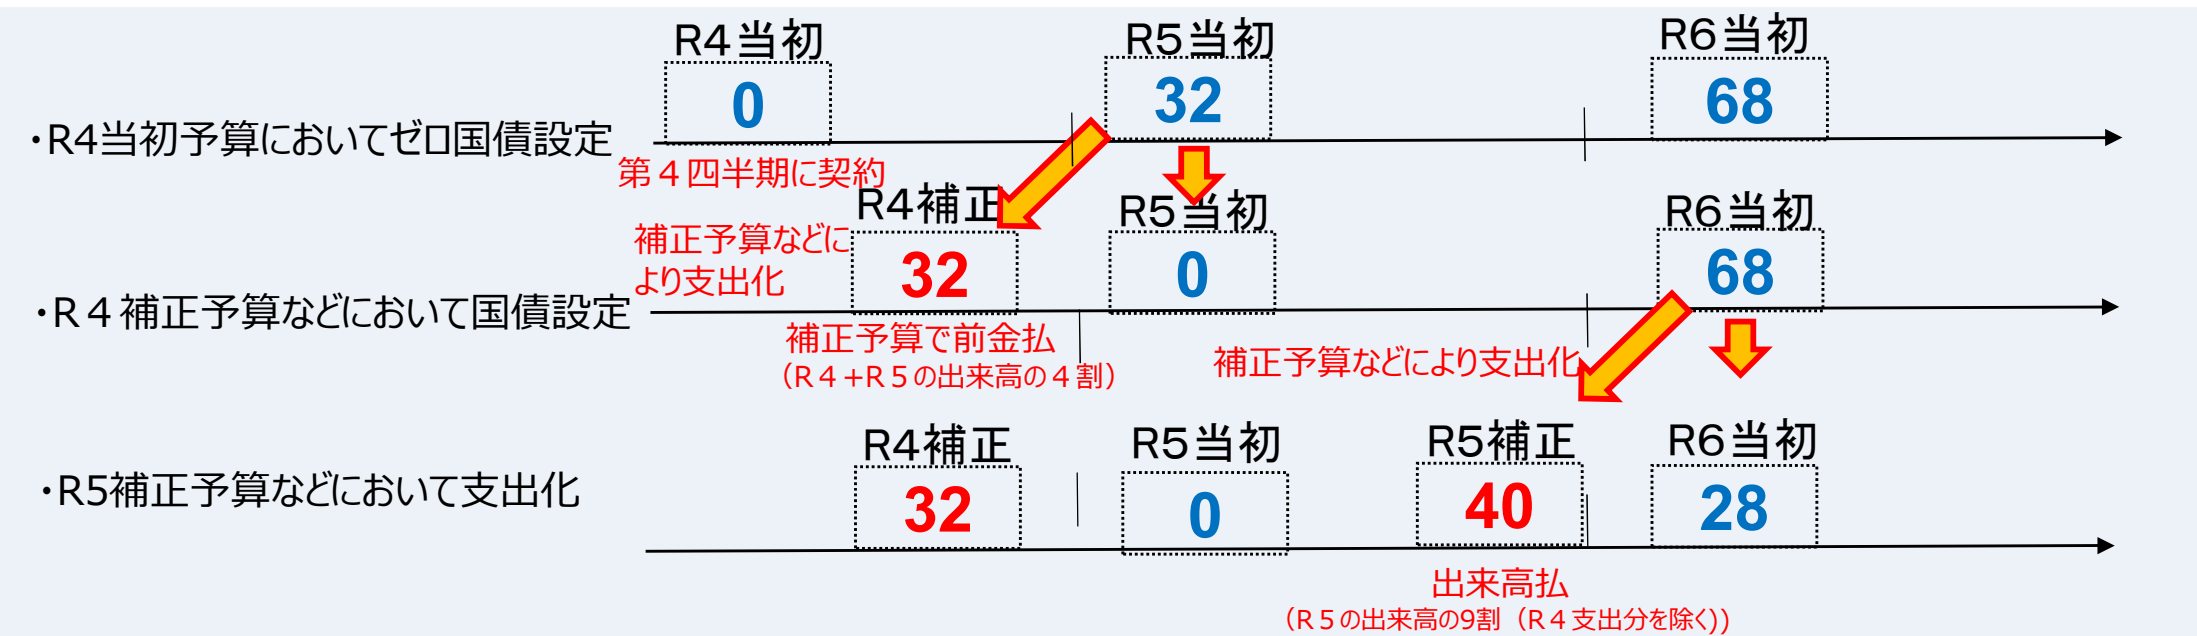 R4当初
R5当初
R6当初
0
32
68
・R4当初予算においてゼロ国債設定
第4四半期に契約
R4補正
R5当初
R6当初
補正予算などに
より支出化
32
0
68
・R4補正予算などにおいて国債設定
補正予算で前金払
（R4+R5の出来高の4割）
補正予算などにより支出化
R4補正
R5当初
R5補正
R6当初
・R5補正予算などにおいて支出化
32
0
40
28
出来高払
（R5の出来高の9割（R4支出分を除く))